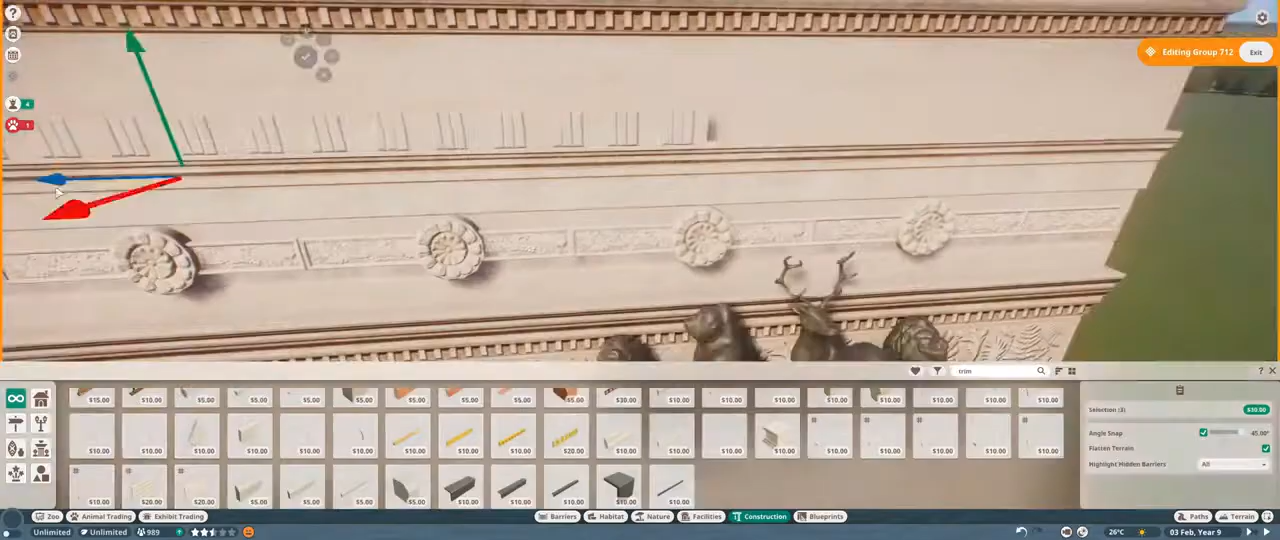 Editing Group 712 Exit
4
1
trim
$15.00 $10.00 $5.00 $5.00 $5.00 $5.00 $5.00 $5.00 $5.00 $5.00 $30.00 $10.00 $10.00 $10.00 $10.00 $10.00 $10.00 $10.00 $10.00
Selection (3) $30.00
Angle Snap 45.00°
Flatten Terrain
Highlight Hidden Barriers All
$10.00 $10.00 $5.00 $5.00 $10.00 $10.00 $10.00 $10.00 $10.00 $20.00 $10.00 $10.00 $10.00 $10.00 $10.00 $10.00 $10.00 $10.00 $10.00
$10.00 $20.00 $20.00 $5.00 $5.00 $5.00 $5.00 $10.00 $10.00 $10.00 $10.00 $10.00
Zoo Animal Trading Exhibit Trading Barriers Habitat Nature Facilities Construction Blueprints Paths Terrain
Unlimited Unlimited 989 26°C 03 Feb, Year 9